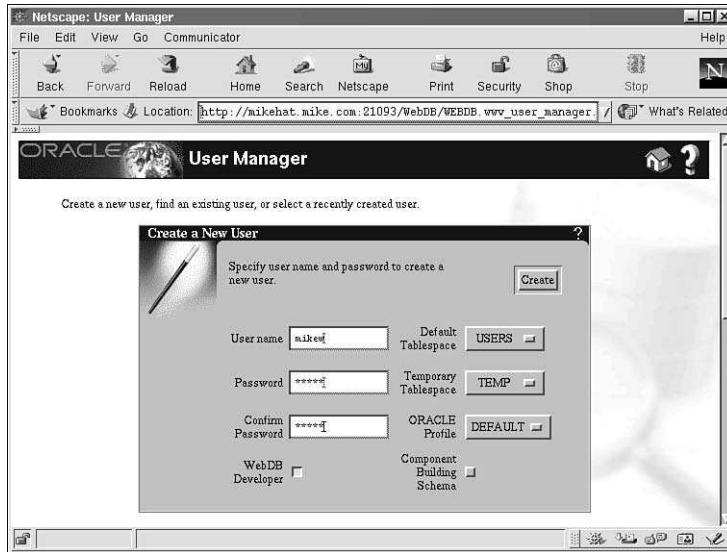 Netscape: User Manager
File Edit View Go Communicator Help
Back Forward Reload Home Search Netscape Print Security Shop Stop
My
N
Bookmarks Location: http://mikehat.mike.com:21093/WebDB/WEBDB.wwv_user_manager. What's Related
ORACLE User Manager ?
Create a new user, find an existing user, or select a recently created user.
Create a New User ?
Specify user name and password to create a
new user.
Create
User name mikew Default
Tablespace USERS
Password ***** Temporary
Tablespace TEMP
Confirm
Password ***** ORACLE
Profile DEFAULT
WebDB
Developer
Component
Building
Schema